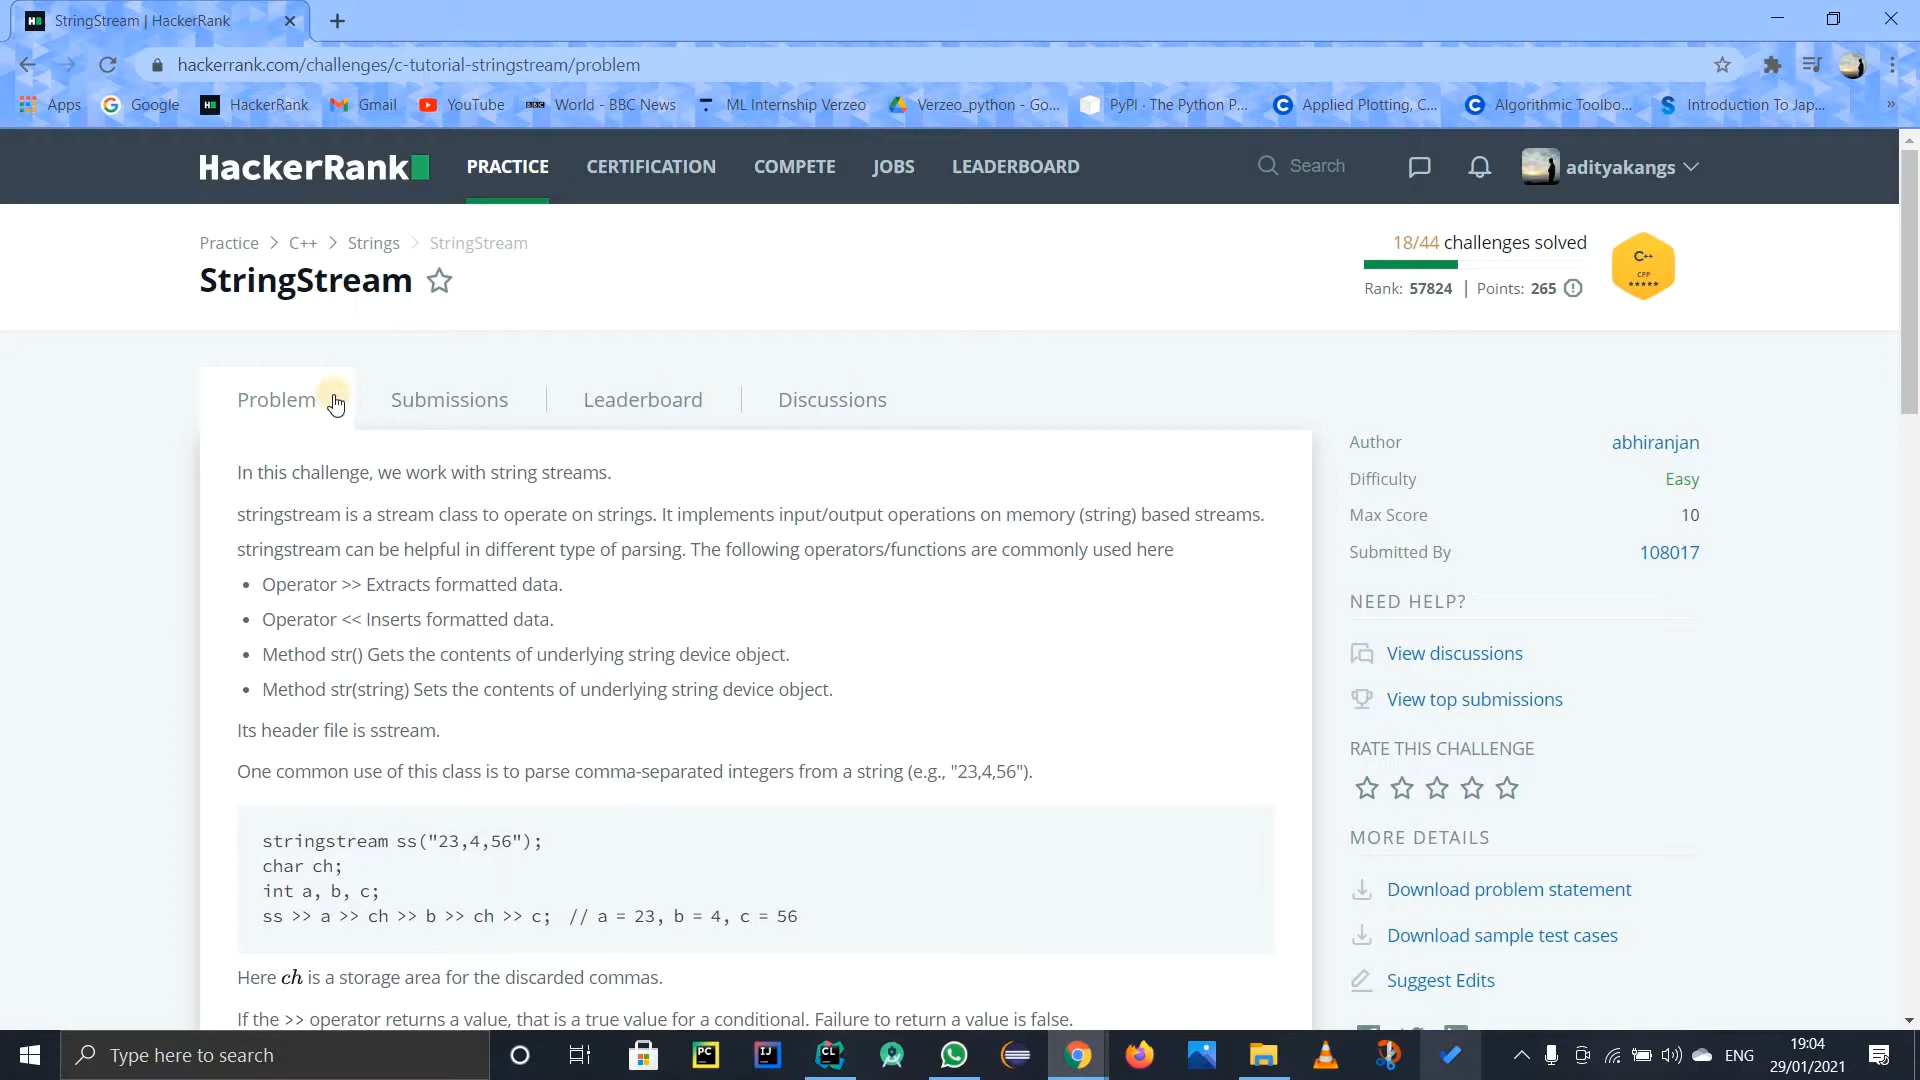 StringStream | HackerRank
hackerrank.com/challenges/c-tutorial-stringstream/problem
Apps Google HackerRank Gmail YouTube World - BBC News ML Internship Verzeo Verzeo_python - Go... PyPI · The Python P... Applied Plotting, C... Algorithmic Toolbo... Introduction To Jap... »
HackerRank PRACTICE CERTIFICATION COMPETE JOBS LEADERBOARD Search adityakangs
Practice > C++ > Strings > StringStream
18/44 challenges solved
StringStream
Rank: 57824 | Points: 265
C++
CPP
Problem Submissions Leaderboard Discussions
In this challenge, we work with string streams.
stringstream is a stream class to operate on strings. It implements input/output operations on memory (string) based streams.
stringstream can be helpful in different type of parsing. The following operators/functions are commonly used here
• Operator >> Extracts formatted data.
• Operator << Inserts formatted data.
• Method str() Gets the contents of underlying string device object.
• Method str(string) Sets the contents of underlying string device object.
Its header file is sstream.
One common use of this class is to parse comma-separated integers from a string (e.g., "23,4,56").
stringstream ss("23,4,56");
char ch;
int a, b, c;
ss >> a >> ch >> b >> ch >> c;  // a = 23, b = 4, c = 56
Here ch is a storage area for the discarded commas.
If the >> operator returns a value, that is a true value for a conditional. Failure to return a value is false.
Author abhiranjan
Difficulty Easy
Max Score 10
Submitted By 108017
NEED HELP?
View discussions
View top submissions
RATE THIS CHALLENGE
MORE DETAILS
Download problem statement
Download sample test cases
Suggest Edits
Type here to search
PC IJ CL
ENG
19:04
29/01/2021